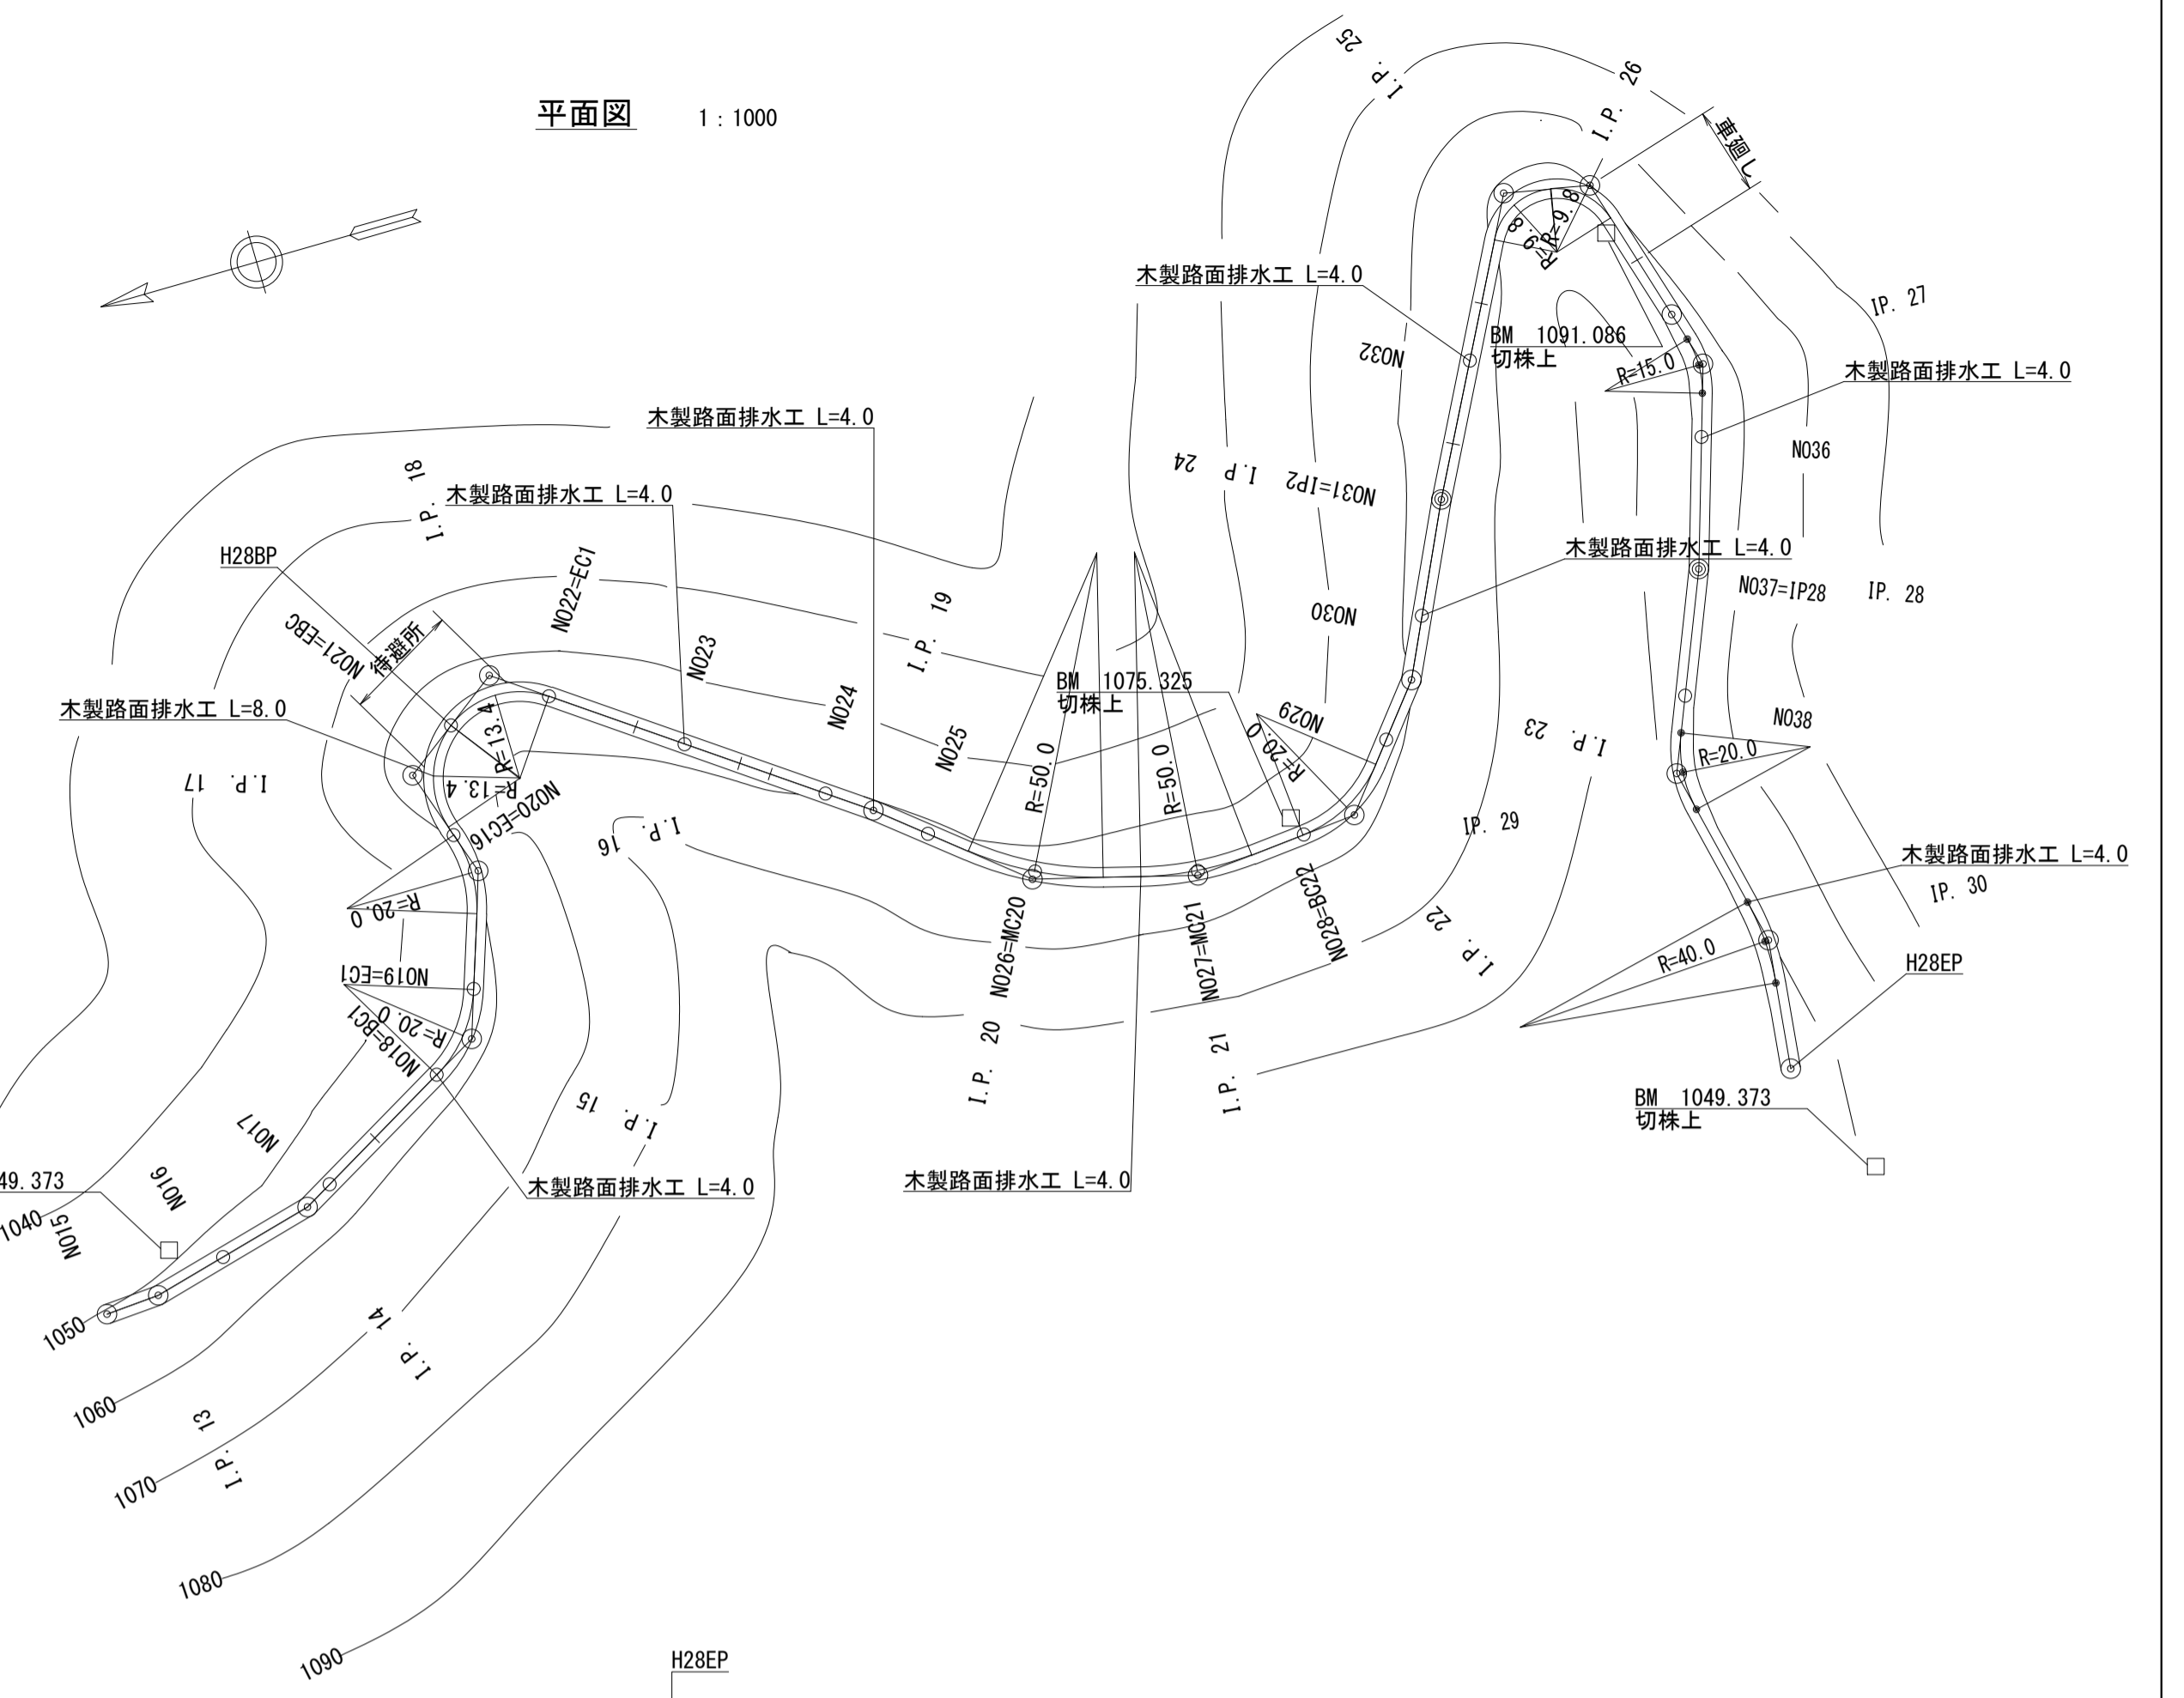 平面図 1 : 1000
I.P. 25
I.P. 26
車廻し
R=9.8
R=9.8
木製路面排水工 L=4.0
IP. 27
NO32
BM 1091.086
切株上
R=15.0
木製路面排水工 L=4.0
木製路面排水工 L=4.0
NO36
I.P. 18
木製路面排水工 L=4.0
I.P 24
NO31=IP2
H28BP
NO22=EC1
木製路面排水工 L=4.0
NO37=IP28
IP. 28
I.P. 19
NO30
NO21=EBC
待避所
NO23
BM 1075.325
切株上
木製路面排水工 L=8.0
NO24
NO29
I.P. 23
NO38
R=13.4
NO25
R=20.0
R=20.0
I.P. 17
R=13.4
R=50.0
R=50.0
NO20=EC16
I.P. 16
IP. 29
木製路面排水工 L=4.0
IP. 30
R=20.0
NO28=BC22
I.P. 22
NO19=EC1
NO26=MC20
NO27=MC21
R=40.0
H28EP
R=20.0
NO18=BC1
I.P. 20
I.P. 21
BM 1049.373
切株上
NO17
I.P. 15
49.373
NO16
木製路面排水工 L=4.0
木製路面排水工 L=4.0
1040
NO15
1050
I.P. 14
1060
I.P. 13
1070
1080
1090
H28EP